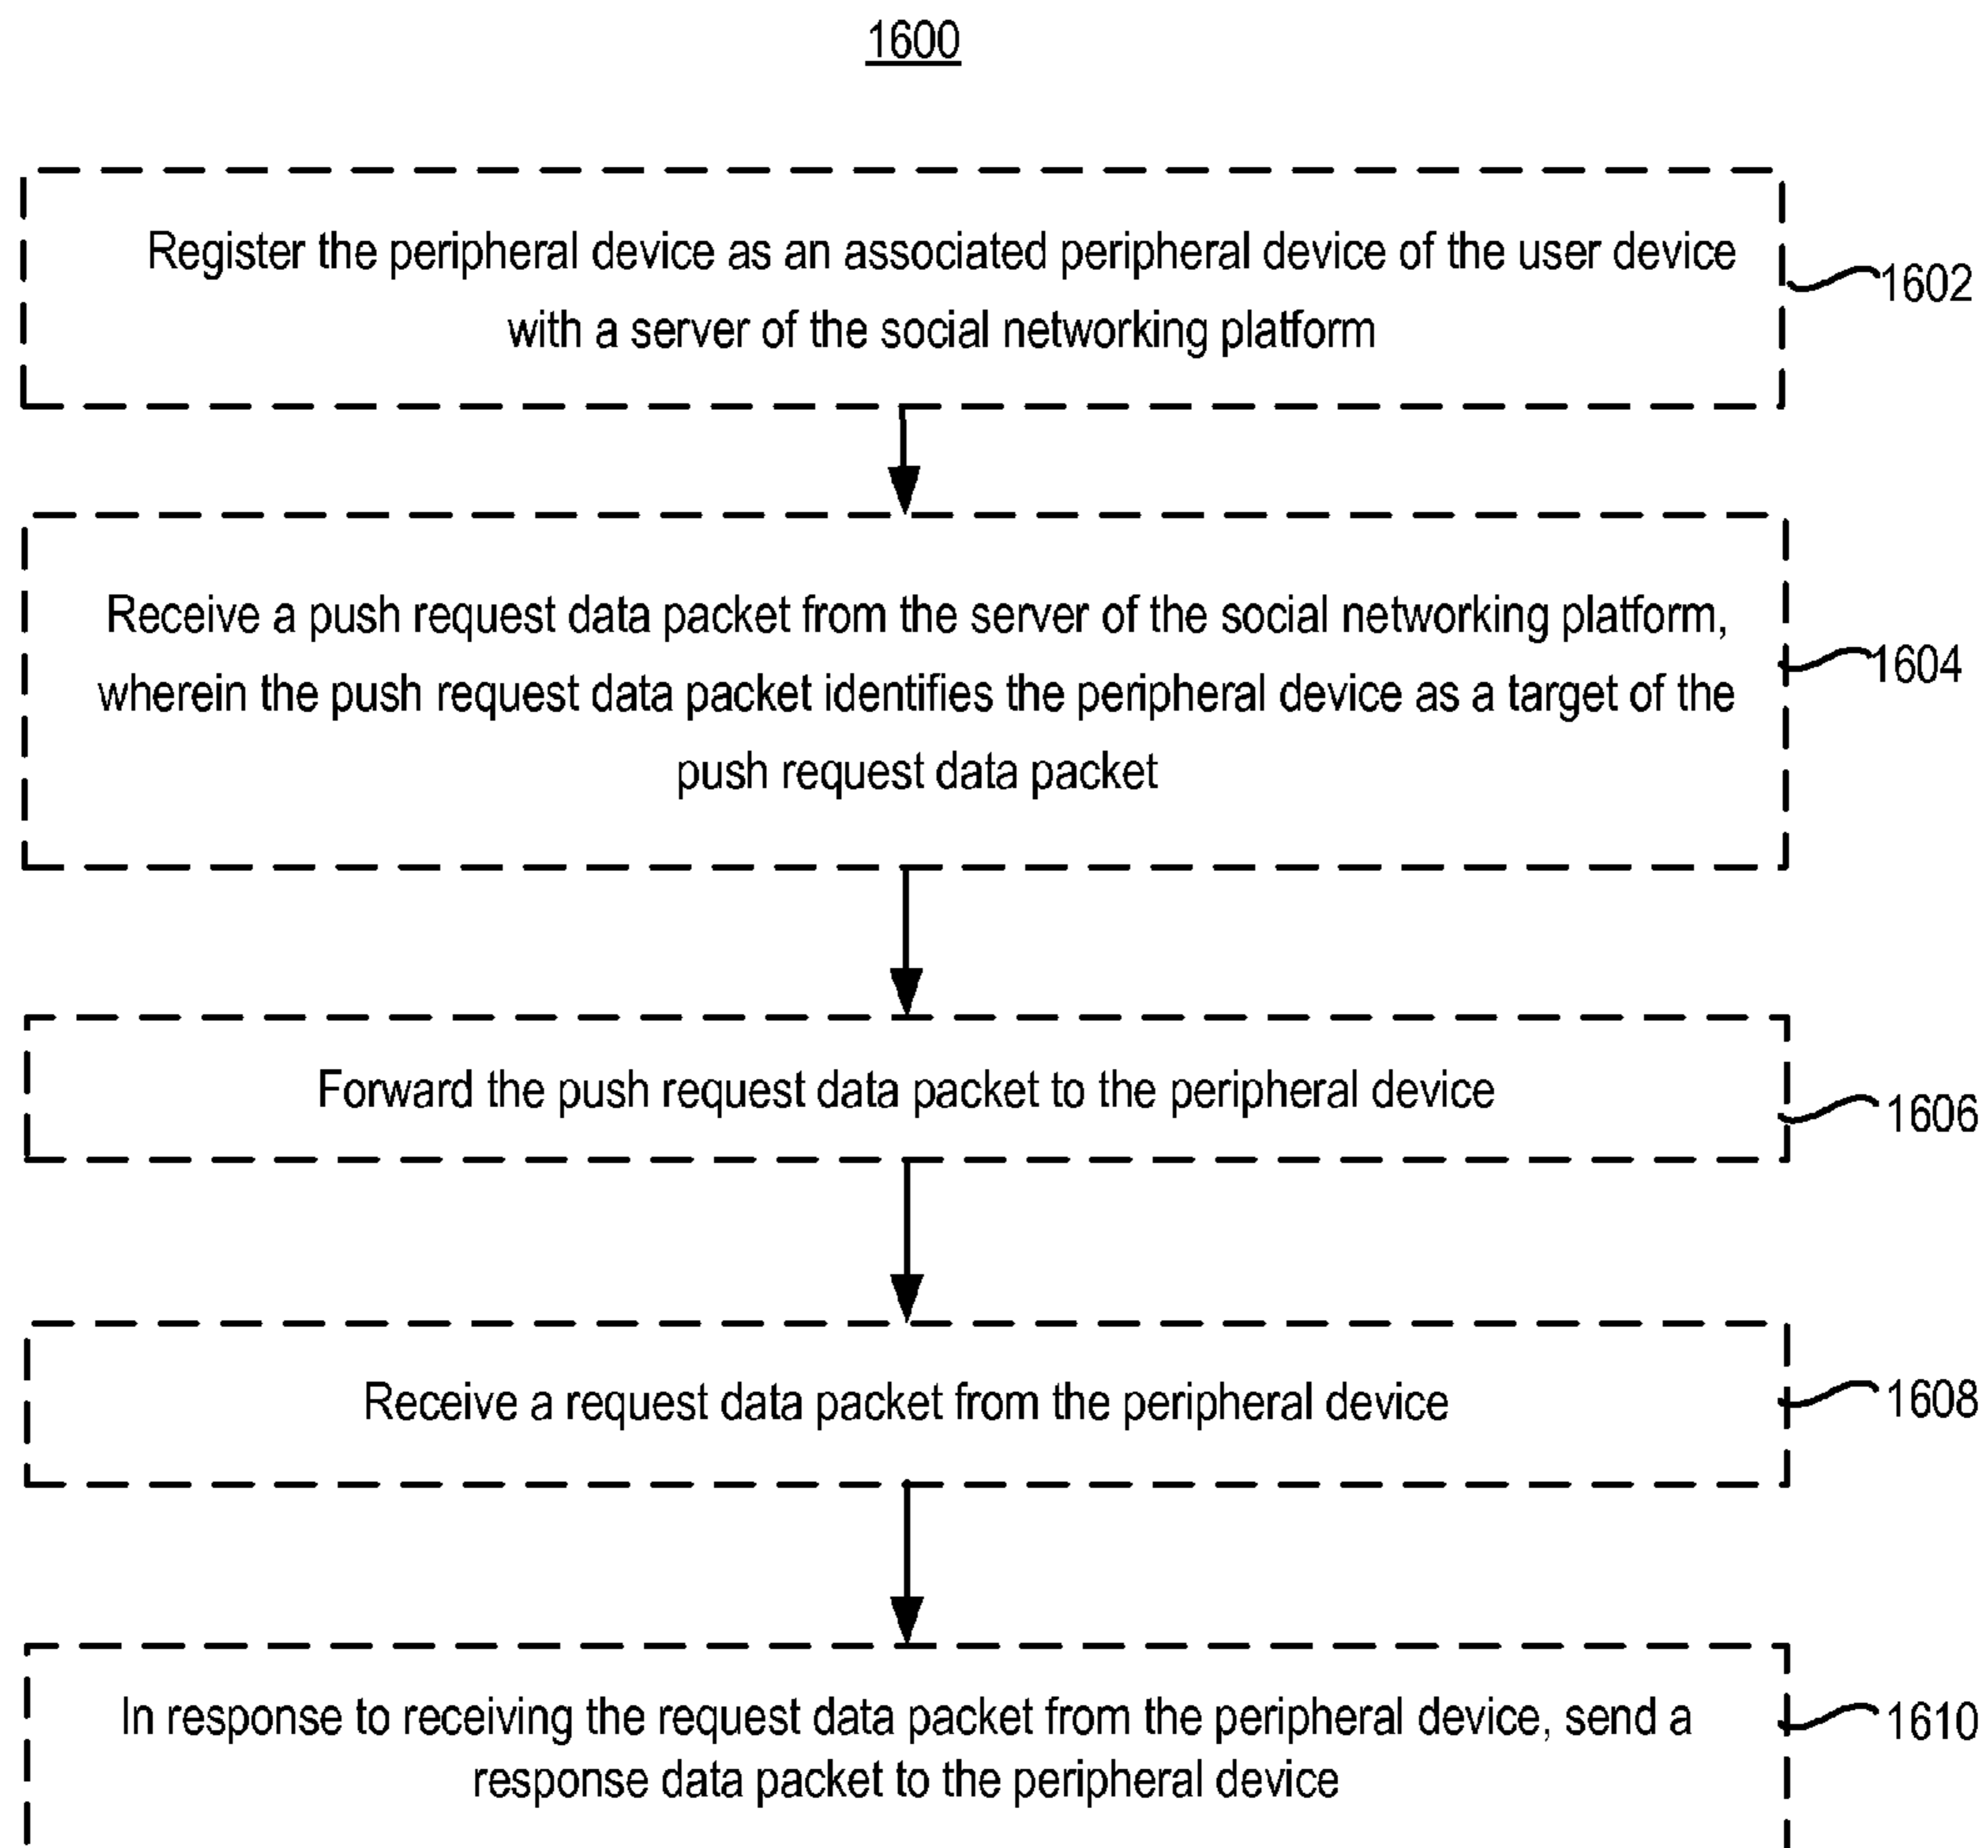 1600
Register the peripheral device as an associated peripheral device of the user device
with a server of the social networking platform
1602
Receive a push request data packet from the server of the social networking platform,
wherein the push request data packet identifies the peripheral device as a target of the
push request data packet
1604
Forward the push request data packet to the peripheral device
1606
Receive a request data packet from the peripheral device
1608
In response to receiving the request data packet from the peripheral device, send a
response data packet to the peripheral device
1610